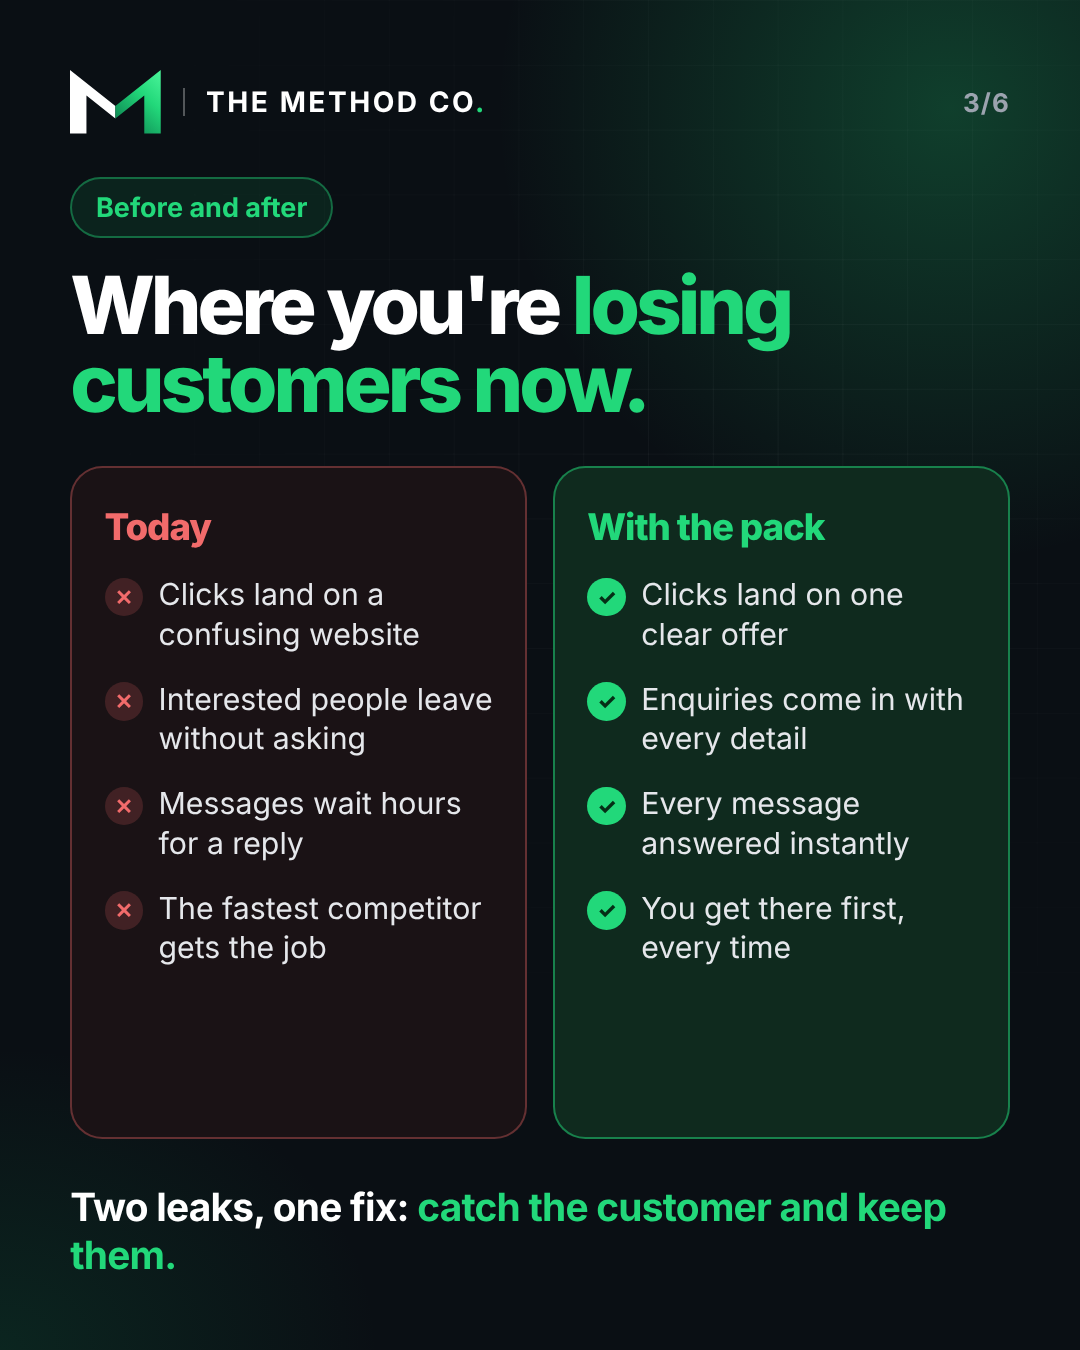 THE METHOD CO.
3/6
Before and after
Where you're losing
customers now.
Today
Clicks land on a
confusing website
Interested people leave
without asking
Messages wait hours
for a reply
The fastest competitor
gets the job
With the pack
Clicks land on one
clear offer
Enquiries come in with
every detail
Every message
answered instantly
You get there first,
every time
Two leaks, one fix: catch the customer and keep
them.